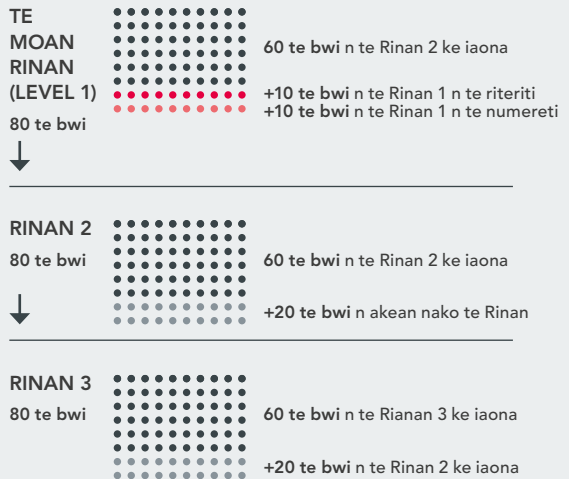 TE
MOAN
RINAN
(LEVEL 1)
80 te bwi
60 te bwi n te Rinan 2 ke iaona
+10 te bwi n te Rinan 1 n te riteriti
+10 te bwi n te Rinan 1 n te numereti
RINAN 2
80 te bwi
60 te bwi n te Rinan 2 ke iaona
+20 te bwi n akean nako te Rinan
RINAN 3
80 te bwi
60 te bwi n te Rianan 3 ke iaona
+20 te bwi n te Rinan 2 ke iaona